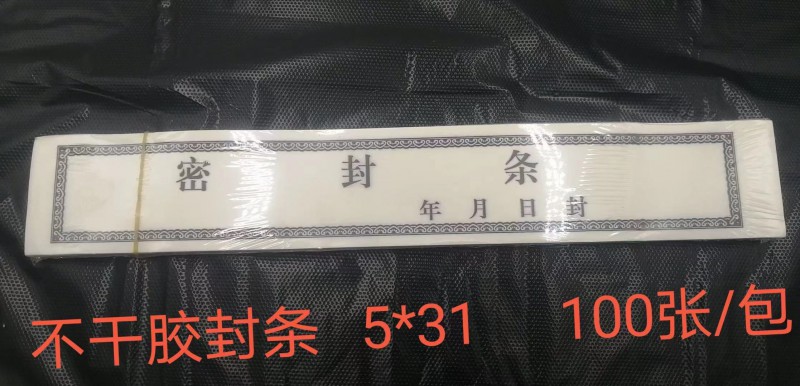 密 封 条
年 月 日 封
不干胶封条 5*31 100张/包